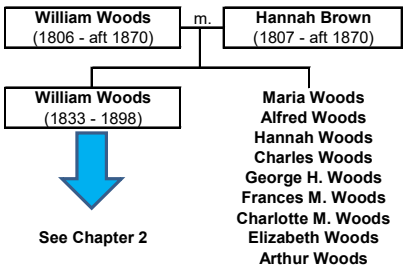 William Woods
(1806 - aft 1870)
m.
Hannah Brown
(1807 - aft 1870)
William Woods
(1833 - 1898)
See Chapter 2
Maria Woods
Alfred Woods
Hannah Woods
Charles Woods
George H. Woods
Frances M. Woods
Charlotte M. Woods
Elizabeth Woods
Arthur Woods